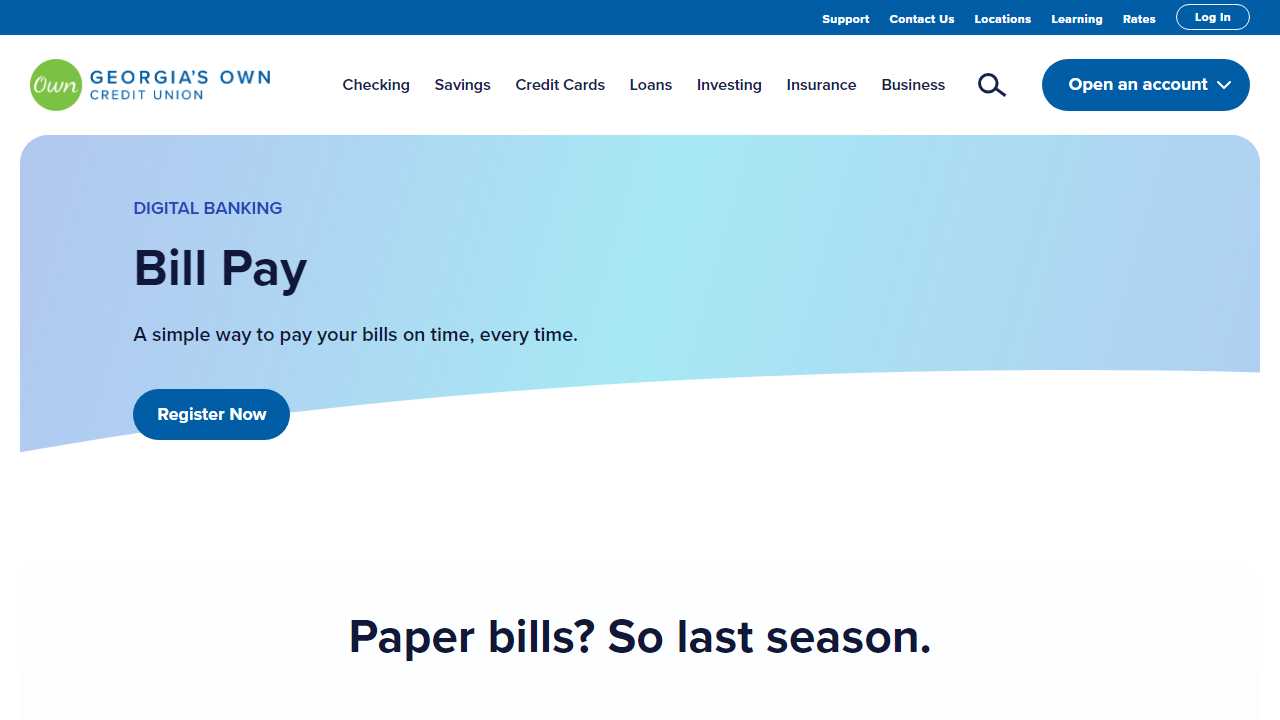 Support Contact Us Locations Learning Rates Log In
Own GEORGIA'S OWN
CREDIT UNION
Checking Savings Credit Cards Loans Investing Insurance Business Open an account
DIGITAL BANKING
Bill Pay
A simple way to pay your bills on time, every time.
Register Now
Paper bills? So last season.